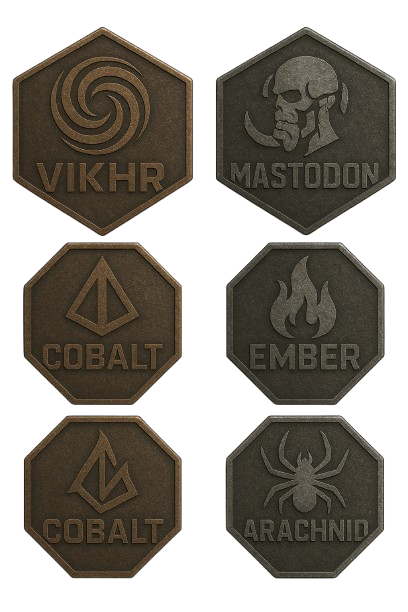 VIKHR
MASTODON
COBALT
EMBER
COBALT
ARACHNID